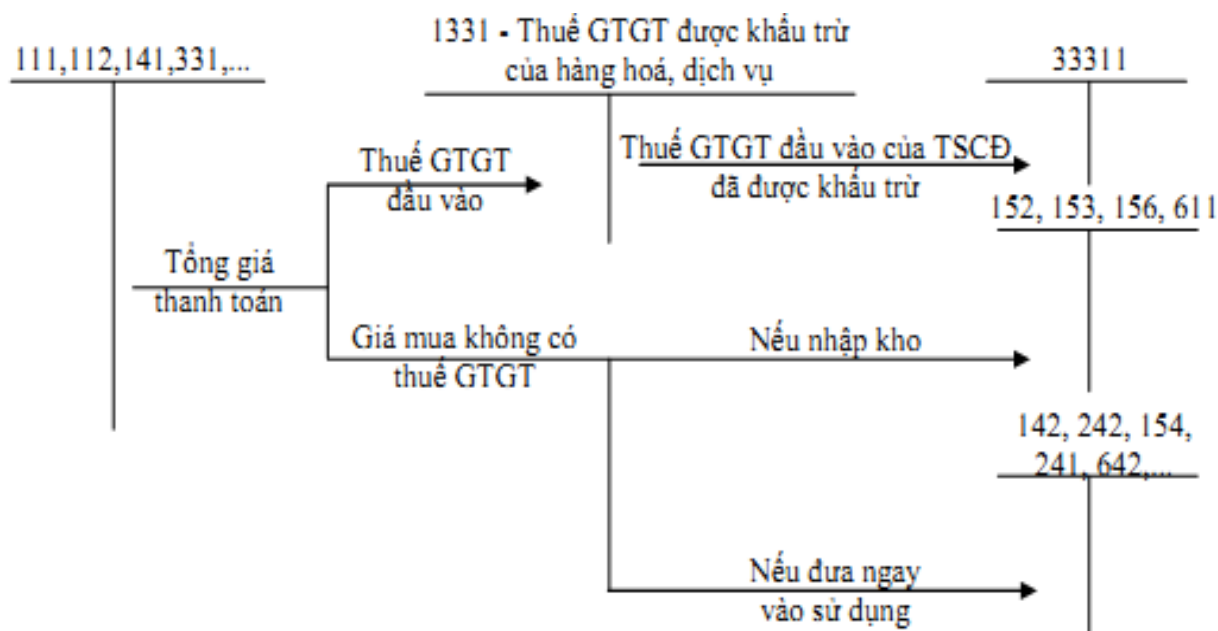 1331 - Thuế GTGT được khấu trừ
của hàng hoá, dịch vụ
111,112,141,331,...
33311
Thuế GTGT
đầu vào
Thuế GTGT đầu vào của TSCĐ
đã được khấu trừ
152, 153, 156, 611
Tổng giá
thanh toán
Giá mua không có
thuế GTGT
Nếu nhập kho
142, 242, 154,
241, 642,...
Nếu đưa ngay
vào sử dụng